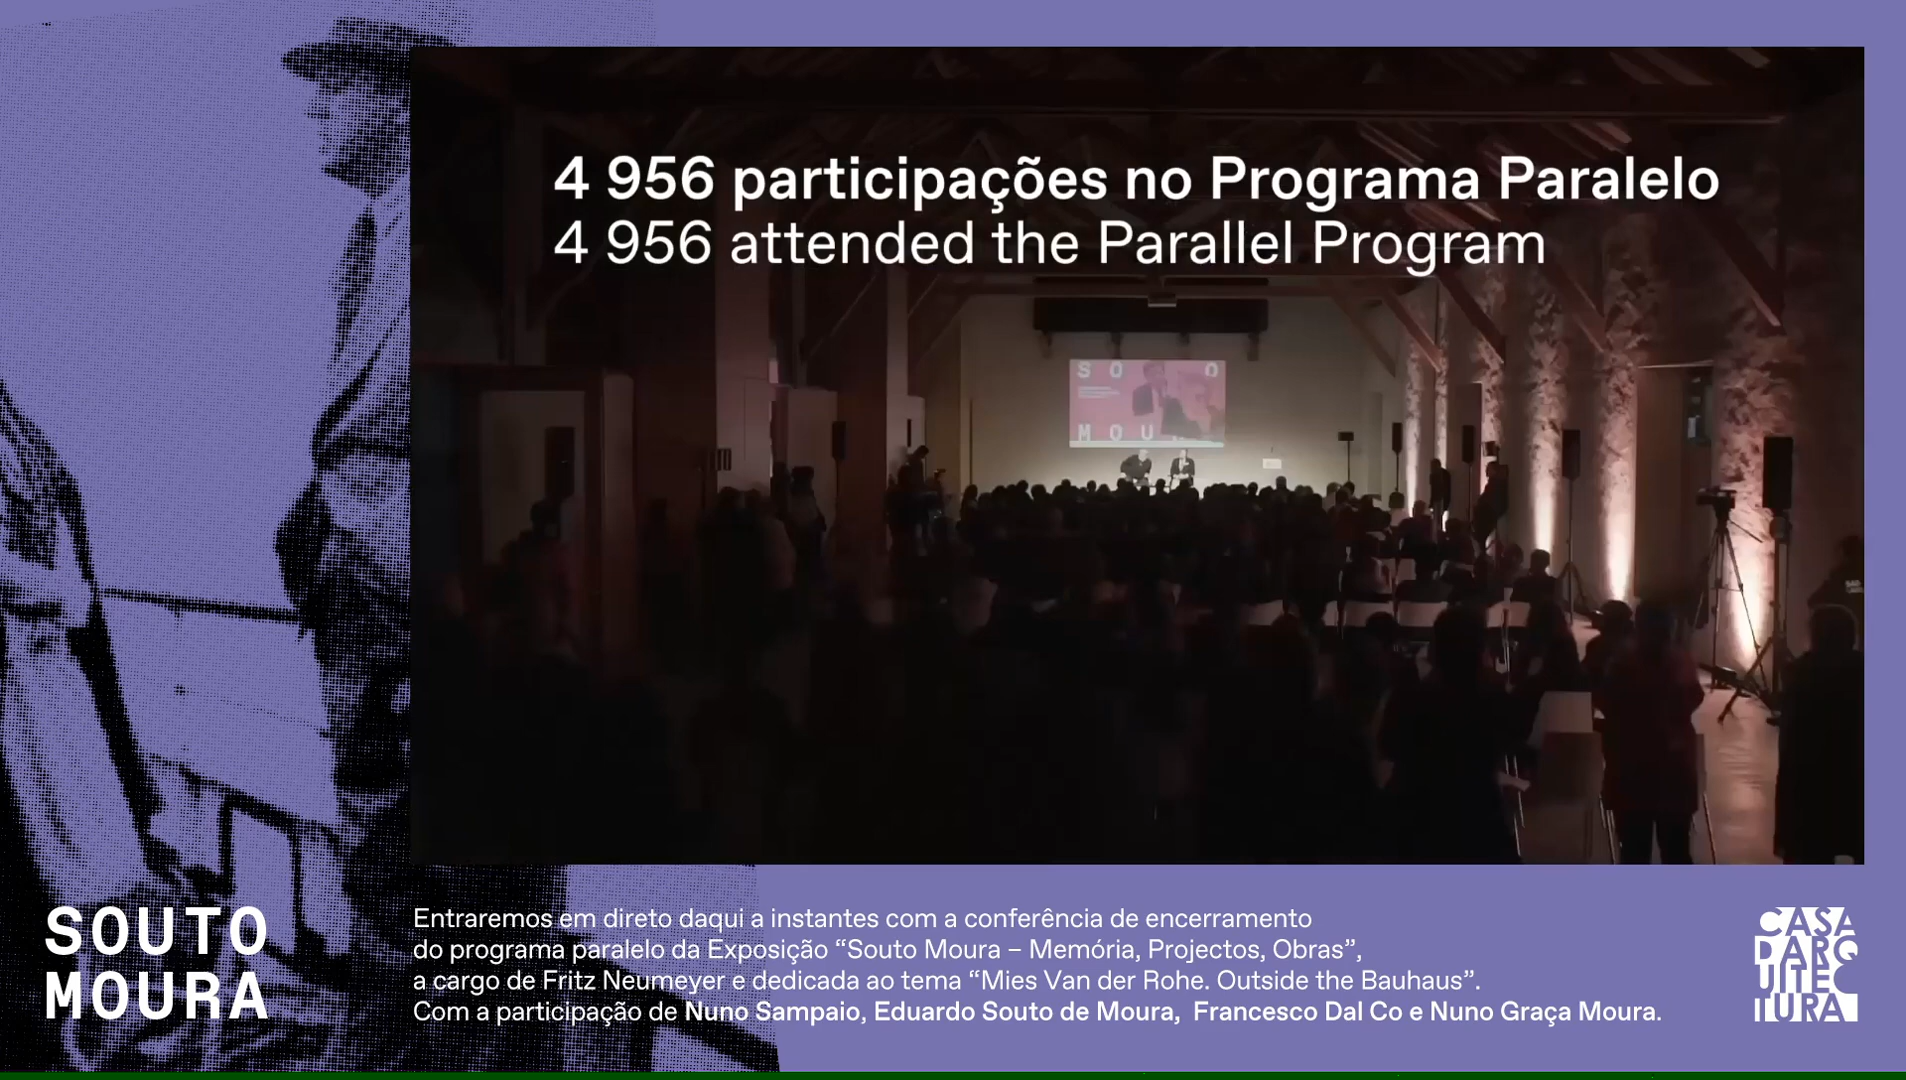 4 956 participações no Programa Paralelo
4 956 attended the Parallel Program
S O O
M O U
SOUTO
MOURA
Entraremos em direto daqui a instantes com a conferência de encerramento
do programa paralelo da Exposição “Souto Moura – Memória, Projectos, Obras”,
a cargo de Fritz Neumeyer e dedicada ao tema “Mies Van der Rohe. Outside the Bauhaus”.
Com a participação de Nuno Sampaio, Eduardo Souto de Moura, Francesco Dal Co e Nuno Graça Moura.
CASA
DARQ
UITEC
TURA